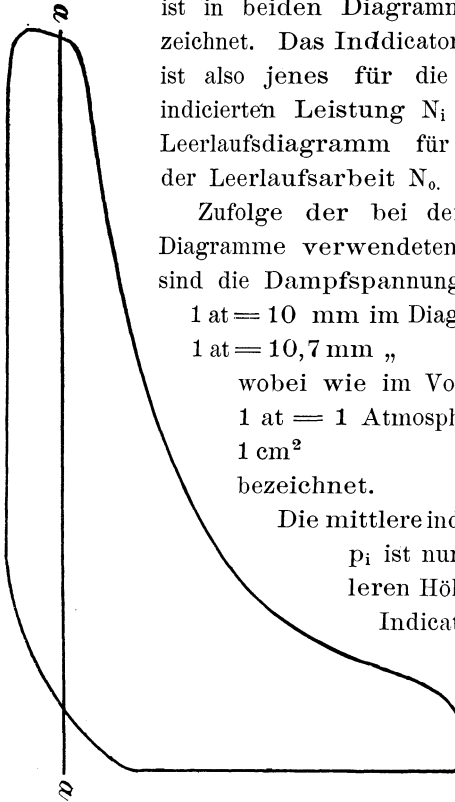 a
ist in beiden Diagramm
zeichnet. Das Inddicator
ist also jenes für die
indicierten Leistung Nᵢ
Leerlaufsdiagramm für
der Leerlaufsarbeit N₀.
Zufolge der bei de
Diagramme verwendeten
sind die Dampfspannung
1 at = 10 mm im Diag
1 at = 10,7 mm „
wobei wie im Vo
1 at = 1 Atmosph
1 cm²
bezeichnet.
Die mittlere ind
pᵢ ist nur
leren Höh
Indicat
a